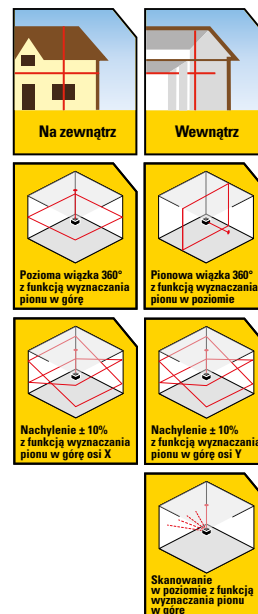 Na zewnątrz
Wewnątrz
Pozioma wiązka 360°
z funkcją wyznaczania
pionu w górę
Pionowa wiązka 360°
z funkcją wyznaczania
pionu w poziomie
Nachylenie ± 10%
z funkcją wyznaczania
pionu w górę osi X
Nachylenie ± 10%
z funkcją wyznaczania
pionu w górę osi Y
Skanowanie
w poziomie z funkcją
wyznaczania pionu
w górę